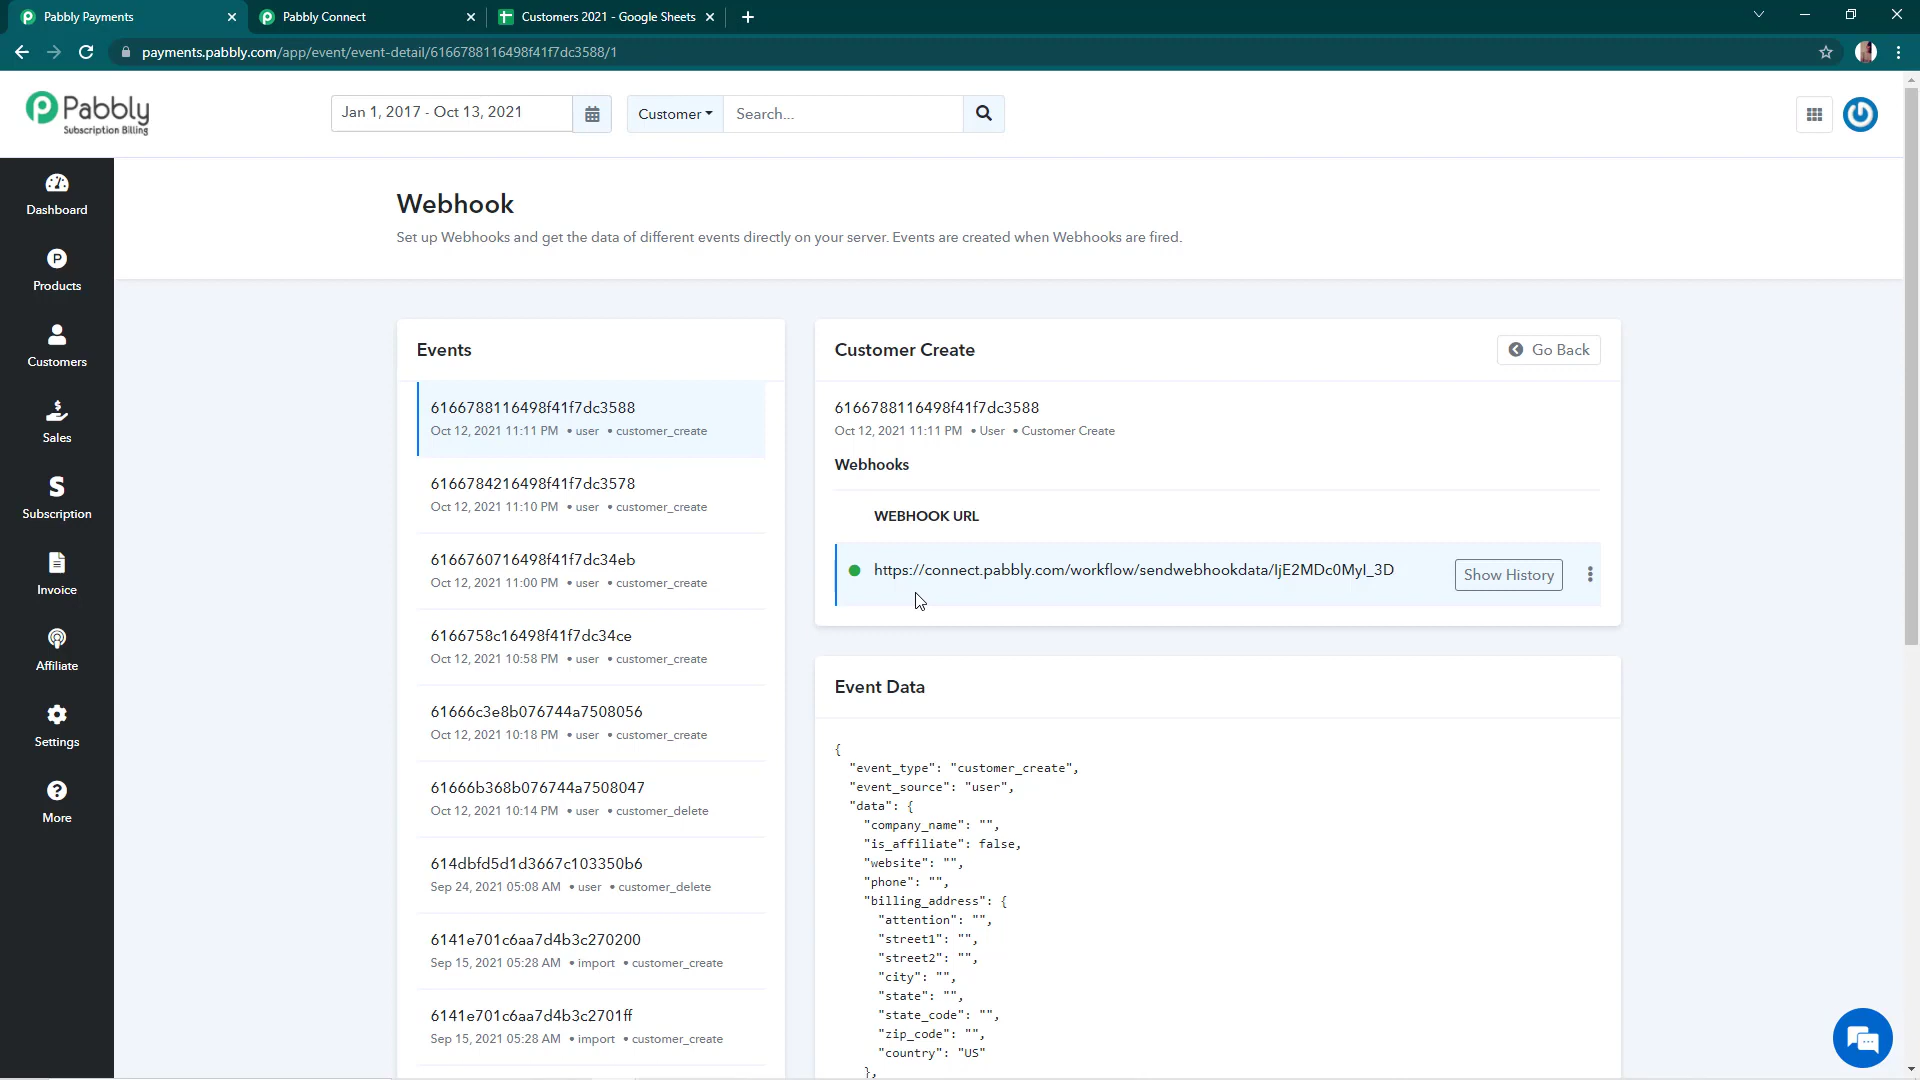 Pabbly Payments
Pabbly Connect
Customers 2021 - Google Sheets
payments.pabbly.com/app/event/event-detail/6166788116498f41f7dc3588/1
Pabbly
Subscription Billing
Jan 1, 2017 - Oct 13, 2021
Customer
Search...
Dashboard
Products
Customers
Sales
Subscription
Invoice
Affiliate
Settings
More
Webhook
Set up Webhooks and get the data of different events directly on your server. Events are created when Webhooks are fired.
Events
6166788116498f41f7dc3588
Oct 12, 2021 11:11 PM • user • customer_create
6166784216498f41f7dc3578
Oct 12, 2021 11:10 PM • user • customer_create
6166760716498f41f7dc34eb
Oct 12, 2021 11:00 PM • user • customer_create
6166758c16498f41f7dc34ce
Oct 12, 2021 10:58 PM • user • customer_create
61666c3e8b076744a7508056
Oct 12, 2021 10:18 PM • user • customer_create
61666b368b076744a7508047
Oct 12, 2021 10:14 PM • user • customer_delete
614dbfd5d1d3667c103350b6
Sep 24, 2021 05:08 AM • user • customer_delete
6141e701c6aa7d4b3c270200
Sep 15, 2021 05:28 AM • import • customer_create
6141e701c6aa7d4b3c2701ff
Sep 15, 2021 05:28 AM • import • customer_create
Customer Create
Go Back
6166788116498f41f7dc3588
Oct 12, 2021 11:11 PM • User • Customer Create
Webhooks
WEBHOOK URL
https://connect.pabbly.com/workflow/sendwebhookdata/IjE2MDc0MyI_3D
Show History
Event Data
{
"event_type": "customer_create",
"event_source": "user",
"data": {
"company_name": "",
"is_affiliate": false,
"website": "",
"phone": "",
"billing_address": {
"attention": "",
"street1": "",
"street2": "",
"city": "",
"state": "",
"state_code": "",
"zip_code": "",
"country": "US"
},